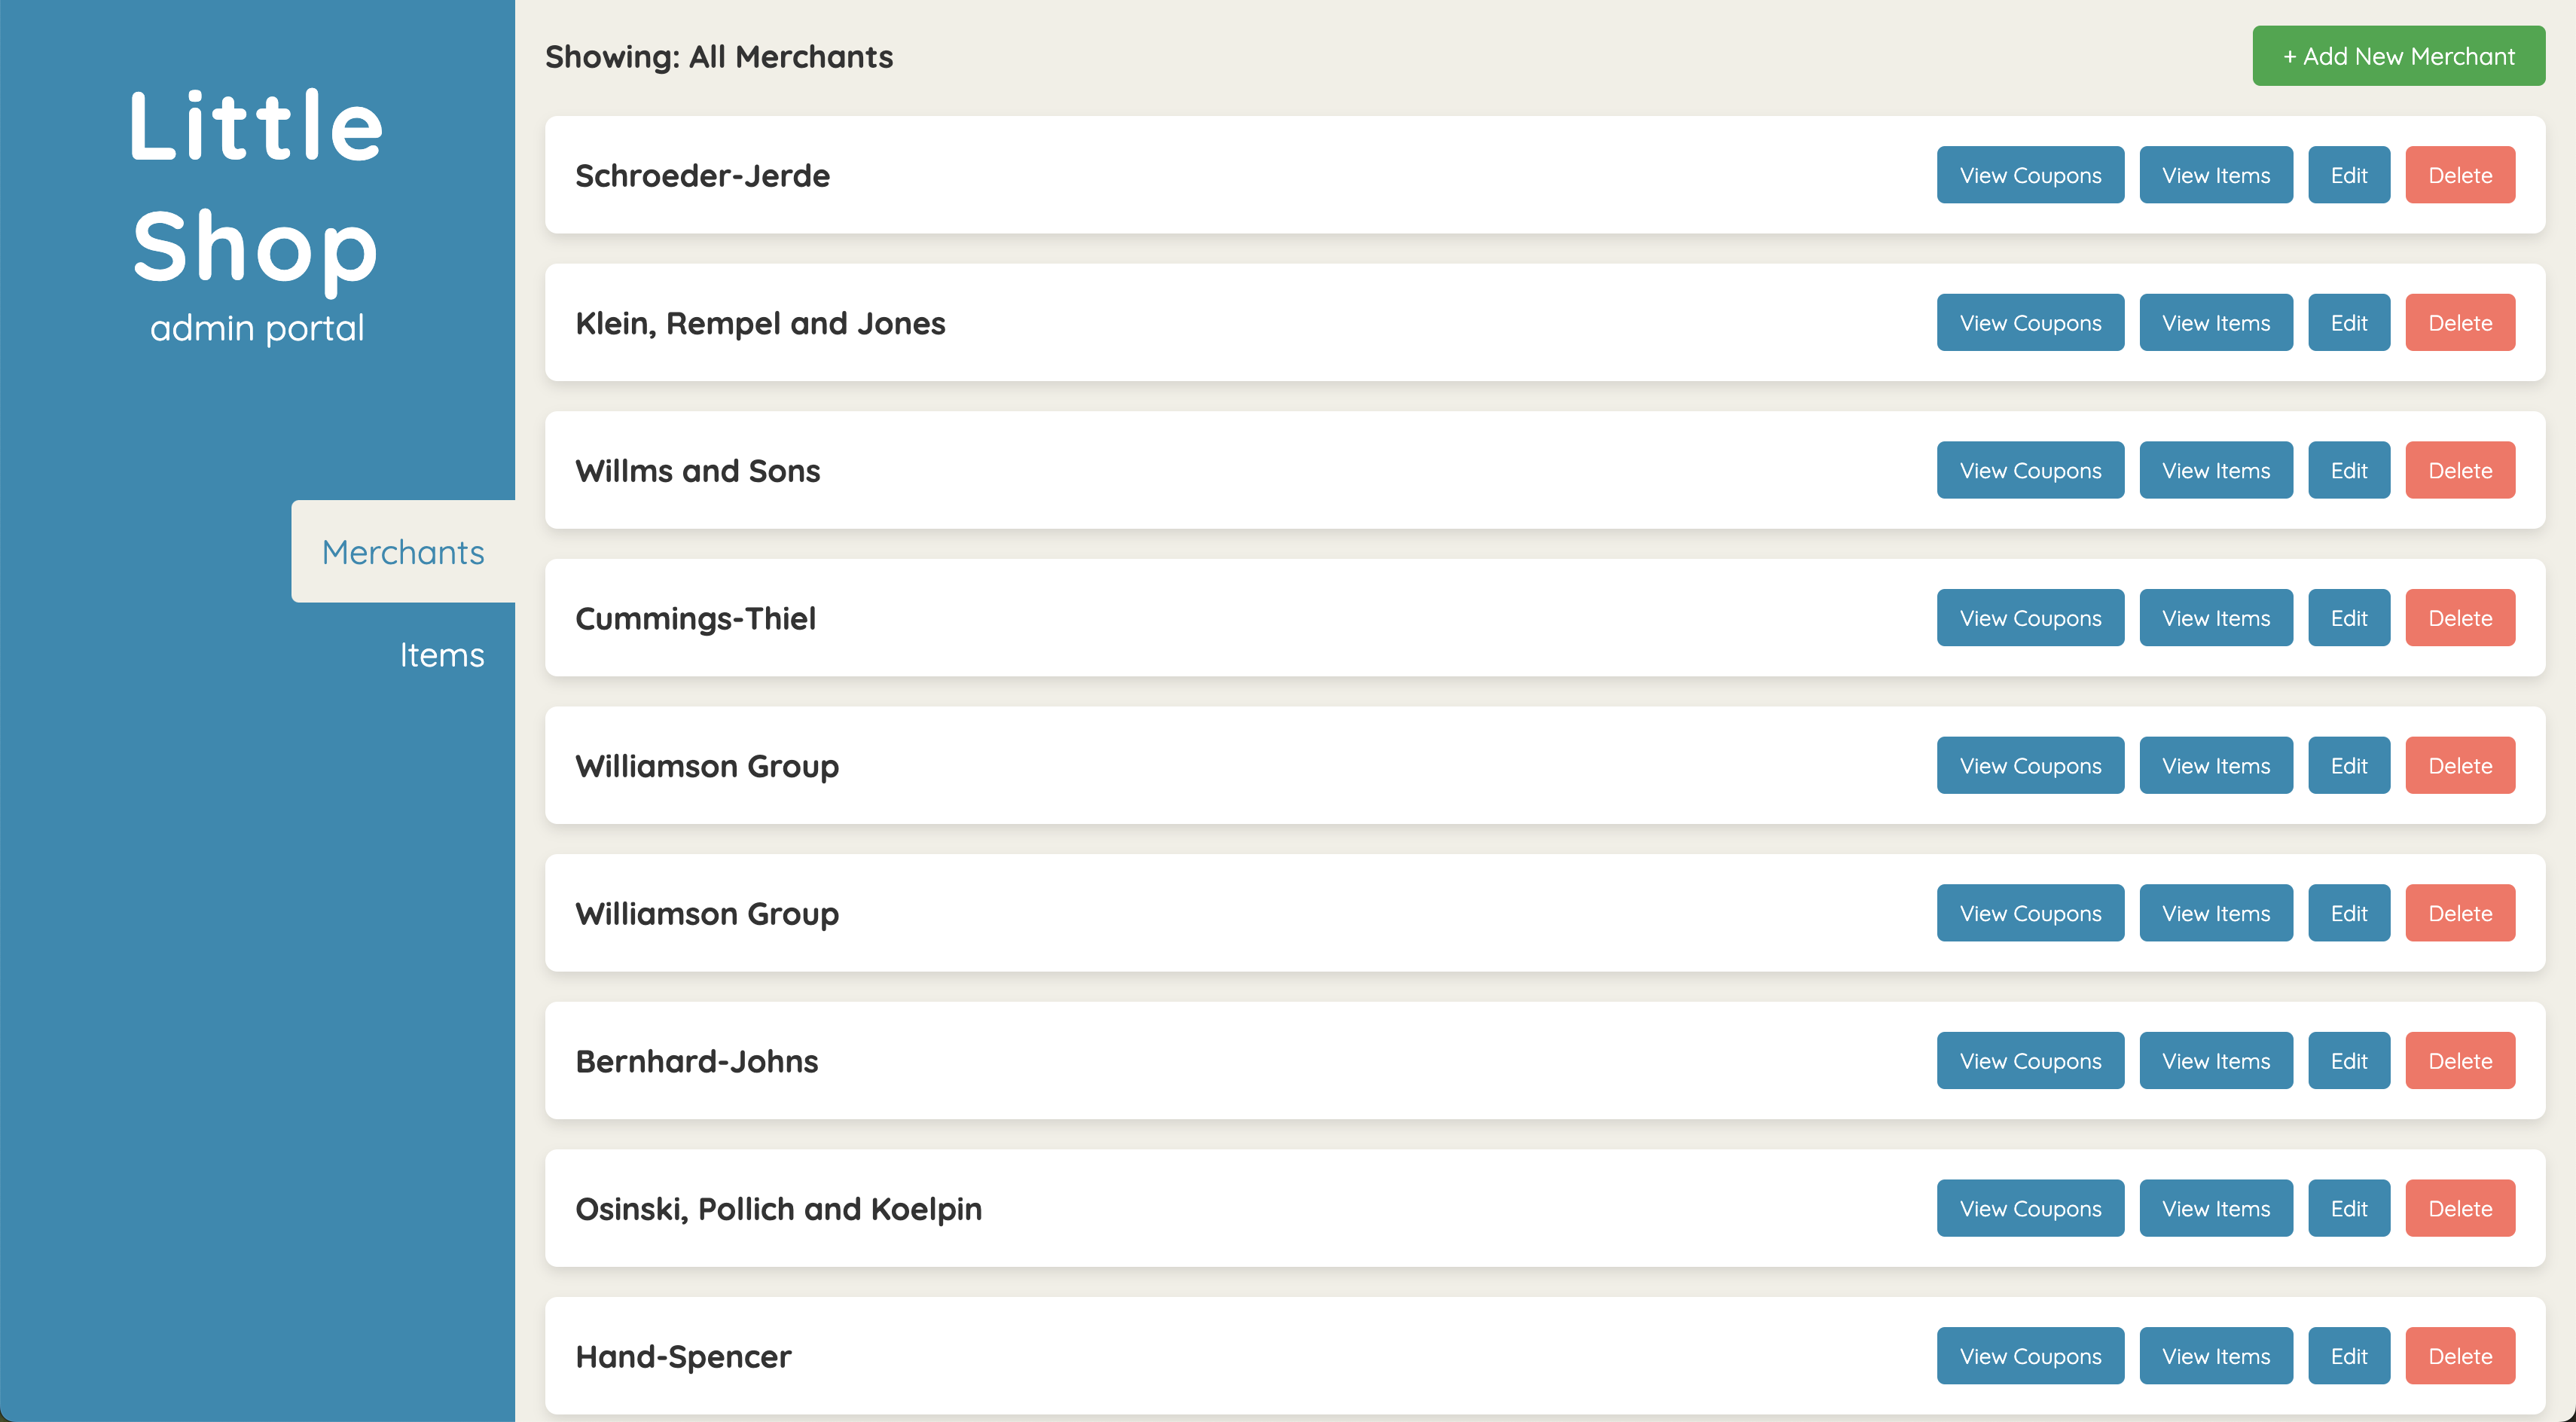 Little
Shop
admin portal
Merchants
Items
Showing: All Merchants
+ Add New Merchant
Schroeder-Jerde
View Coupons View Items Edit Delete
Klein, Rempel and Jones
View Coupons View Items Edit Delete
Willms and Sons
View Coupons View Items Edit Delete
Cummings-Thiel
View Coupons View Items Edit Delete
Williamson Group
View Coupons View Items Edit Delete
Williamson Group
View Coupons View Items Edit Delete
Bernhard-Johns
View Coupons View Items Edit Delete
Osinski, Pollich and Koelpin
View Coupons View Items Edit Delete
Hand-Spencer
View Coupons View Items Edit Delete